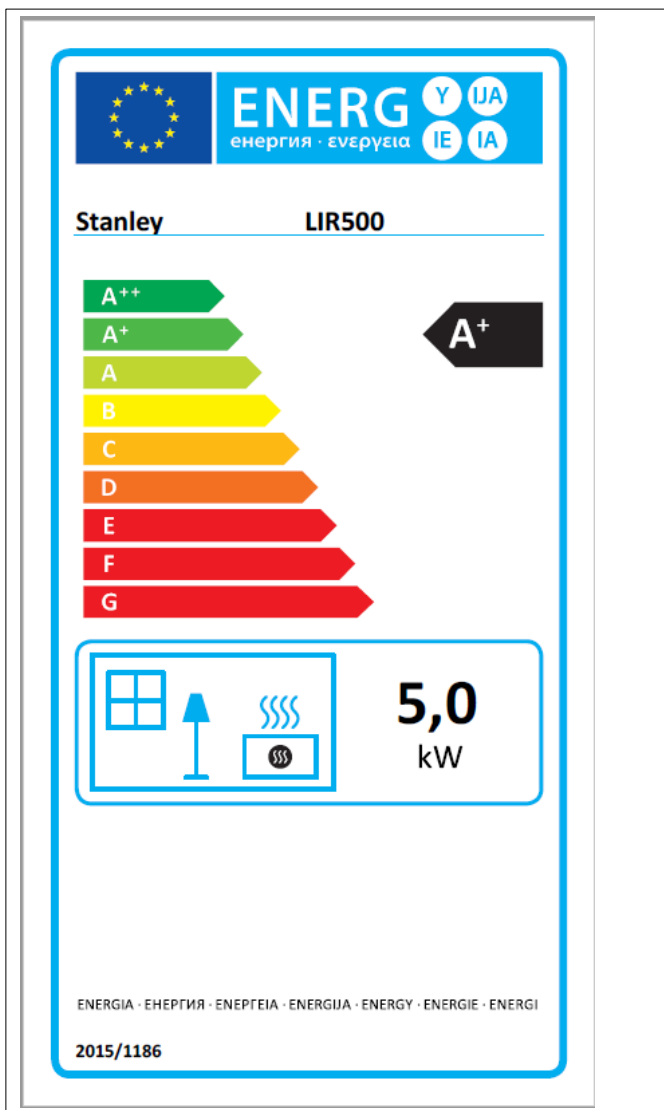 ENERG Y IJA
енергия · ενεργεια IE IA
Stanley LIR500
A++
A+
A+
A
B
C
D
E
F
G
5,0
kW
ENERGIA · ЕНЕРГИЯ · ΕΝΕΡΓΕΙΑ · ENERGIJA · ENERGY · ENERGIE · ENERGI
2015/1186